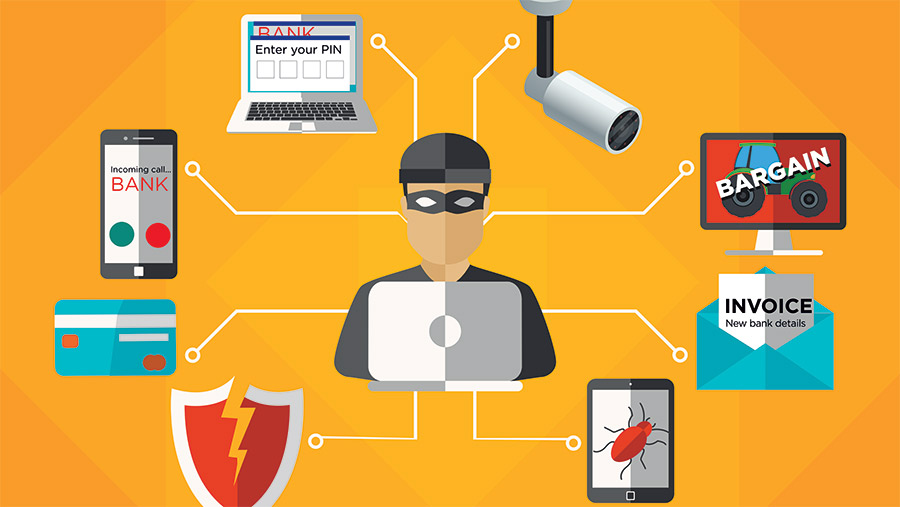 BANK
Enter your PIN
Incoming call...
BANK
BARGAIN
INVOICE
New bank details